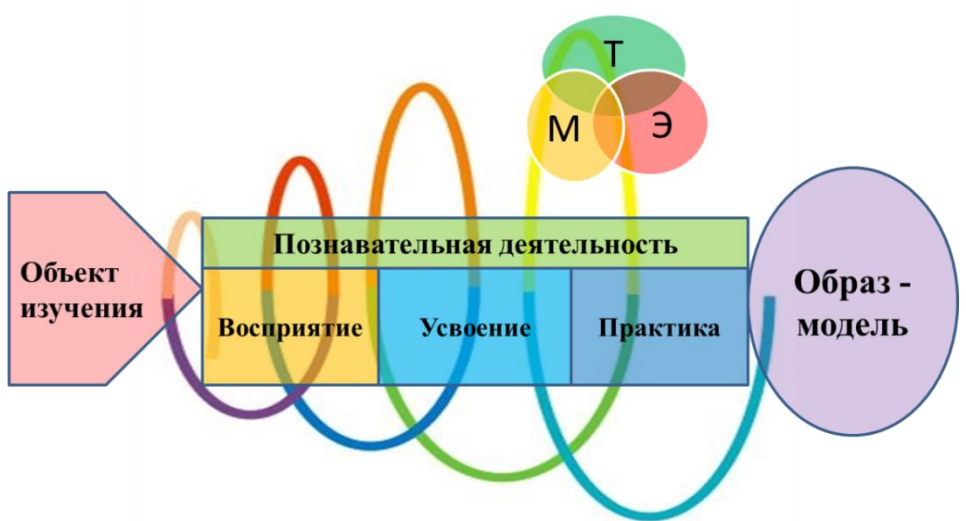 Т
М
Э
Познавательная деятельность
Объект
изучения
Восприятие
Усвоение
Практика
Образ -
модель